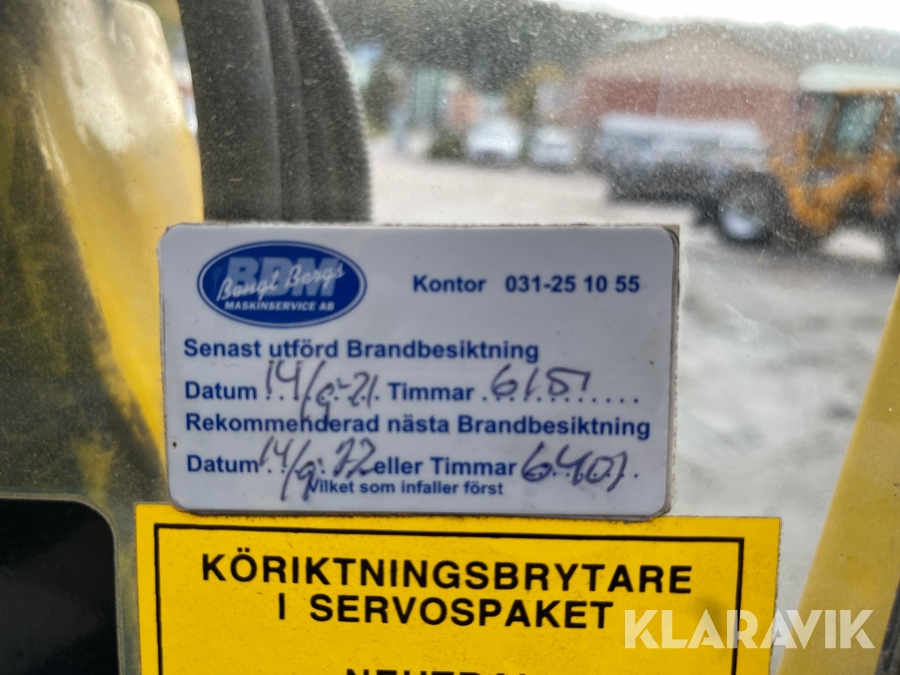 BDM
Bengt Bergs
MASKINSERVICE AB
Kontor 031-25 10 55
Senast utförd Brandbesiktning
Datum 14/9-21 Timmar 6151
Rekommenderad nästa Brandbesiktning
Datum 14/9-22 eller Timmar 6401
Vilket som infaller först
KÖRIKTNINGSBRYTARE
I SERVOSPAKET
KLARAVIK